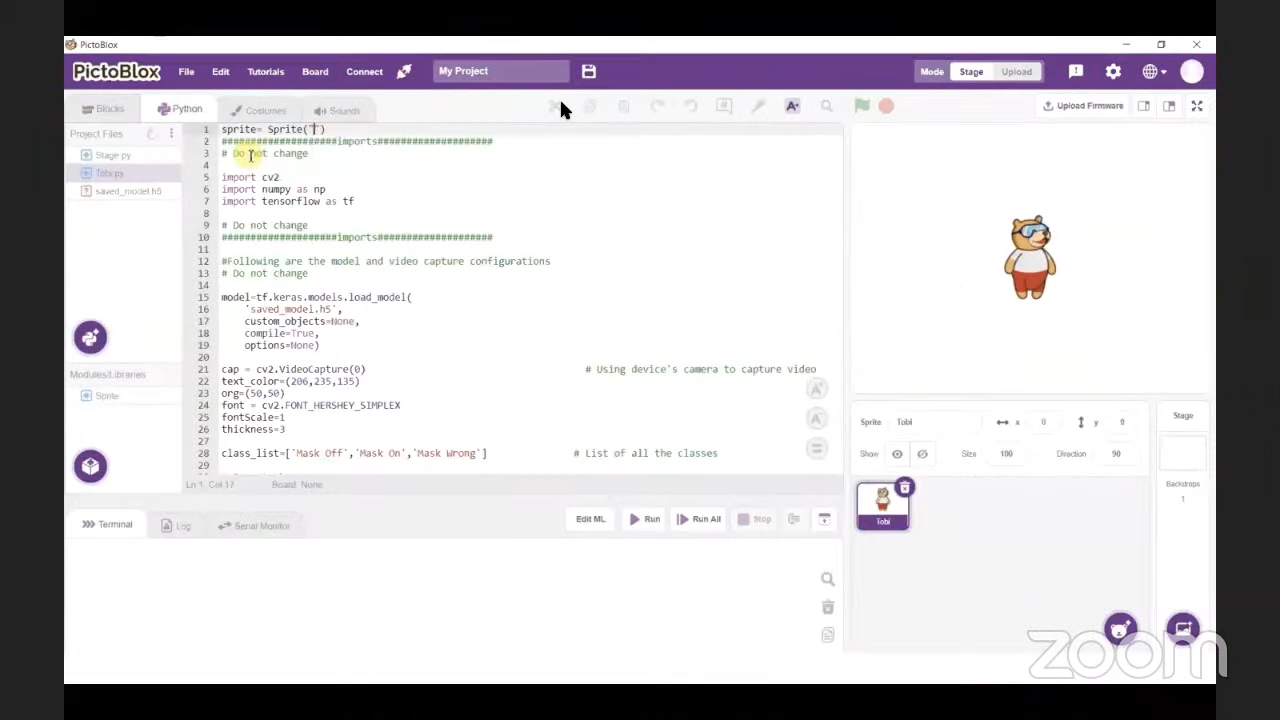 PictoBlox
PictoBlox File Edit Tutorials Board Connect My Project Mode Stage Upload
Blocks Python Costumes Sounds Upload Firmware
Project Files
Stage.py
Tobi.py
saved_model.h5
Modules/Libraries
Sprite
1 sprite= Sprite('')
2 ####################imports####################
3 # Do not change
4
5 import cv2
6 import numpy as np
7 import tensorflow as tf
8
9 # Do not change
10 ####################imports####################
11
12 #Following are the model and video capture configurations
13 # Do not change
14
15 model=tf.keras.models.load_model(
16 'saved_model.h5',
17 custom_objects=None,
18 compile=True,
19 options=None)
20
21 cap = cv2.VideoCapture(0) # Using device's camera to capture video
22 text_color=(206,235,135)
23 org=(50,50)
24 font = cv2.FONT_HERSHEY_SIMPLEX
25 fontScale=1
26 thickness=3
27
28 class_list=['Mask Off','Mask On','Mask Wrong'] # List of all the classes
29
Ln 1, Col 17 Board None
Terminal Log Serial Monitor Edit ML Run Run All Stop
Sprite Tobi x 0 y 0
Show Size 100 Direction 90
Tobi
Stage
Backdrops
1
zoom